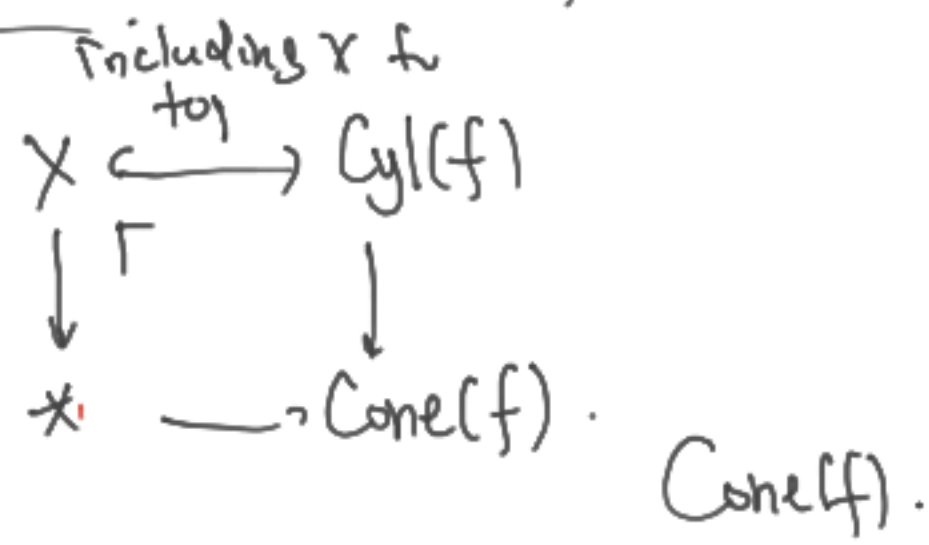 including X to
top
X ↪ Cyl(f)
* → Cone(f).
Cone(f).